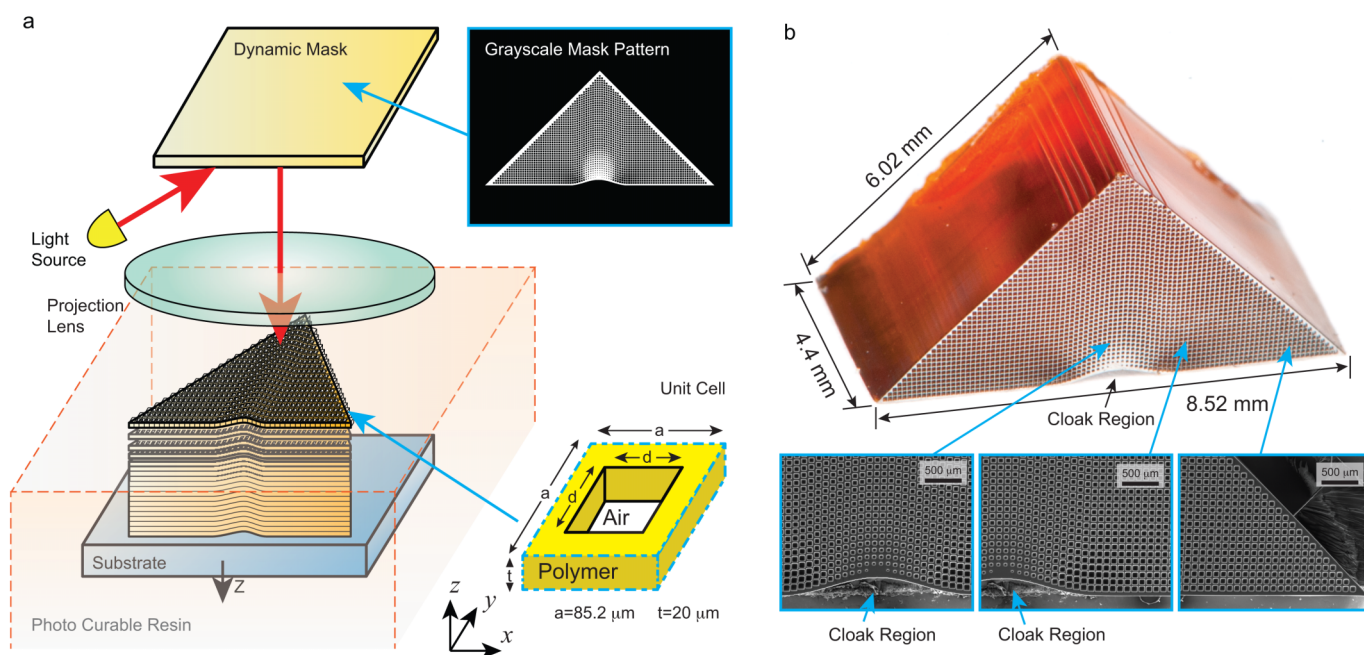 a
Dynamic Mask
Grayscale Mask Pattern
Light
Source
Projection
Lens
Unit Cell
a
d
a
d
Air
t
Polymer
a=85.2 μm t=20 μm
z
y
x
Substrate
Z
Photo Curable Resin
b
6.02 mm
4.4 mm
Cloak Region
8.52 mm
500 μm
500 μm
500 μm
Cloak Region
Cloak Region